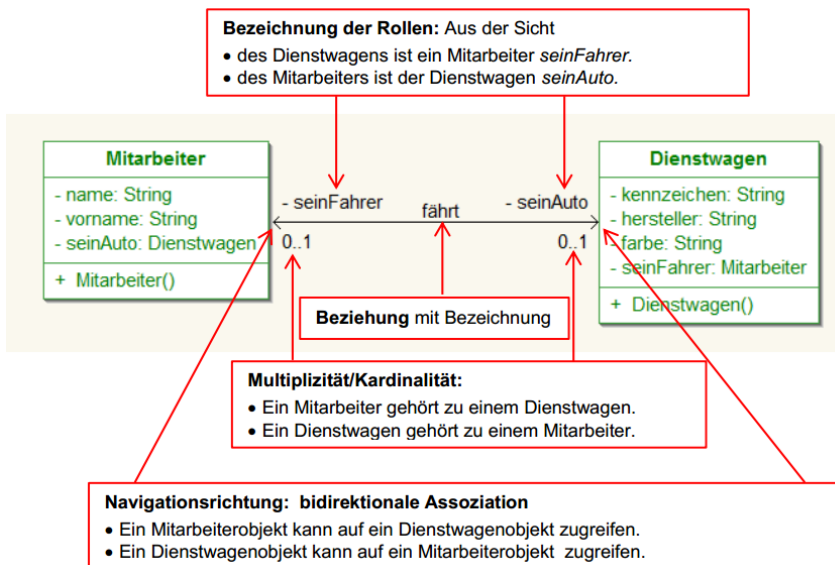 Bezeichnung der Rollen: Aus der Sicht
• des Dienstwagens ist ein Mitarbeiter seinFahrer.
• des Mitarbeiters ist der Dienstwagen seinAuto.
Mitarbeiter
- name: String
- vorname: String
- seinAuto: Dienstwagen
+ Mitarbeiter()
- seinFahrer
fährt
- seinAuto
0..1
0..1
Dienstwagen
- kennzeichen: String
- hersteller: String
- farbe: String
- seinFahrer: Mitarbeiter
+ Dienstwagen()
Beziehung mit Bezeichnung
Multiplizität/Kardinalität:
• Ein Mitarbeiter gehört zu einem Dienstwagen.
• Ein Dienstwagen gehört zu einem Mitarbeiter.
Navigationsrichtung: bidirektionale Assoziation
• Ein Mitarbeiterobjekt kann auf ein Dienstwagenobjekt zugreifen.
• Ein Dienstwagenobjekt kann auf ein Mitarbeiterobjekt zugreifen.